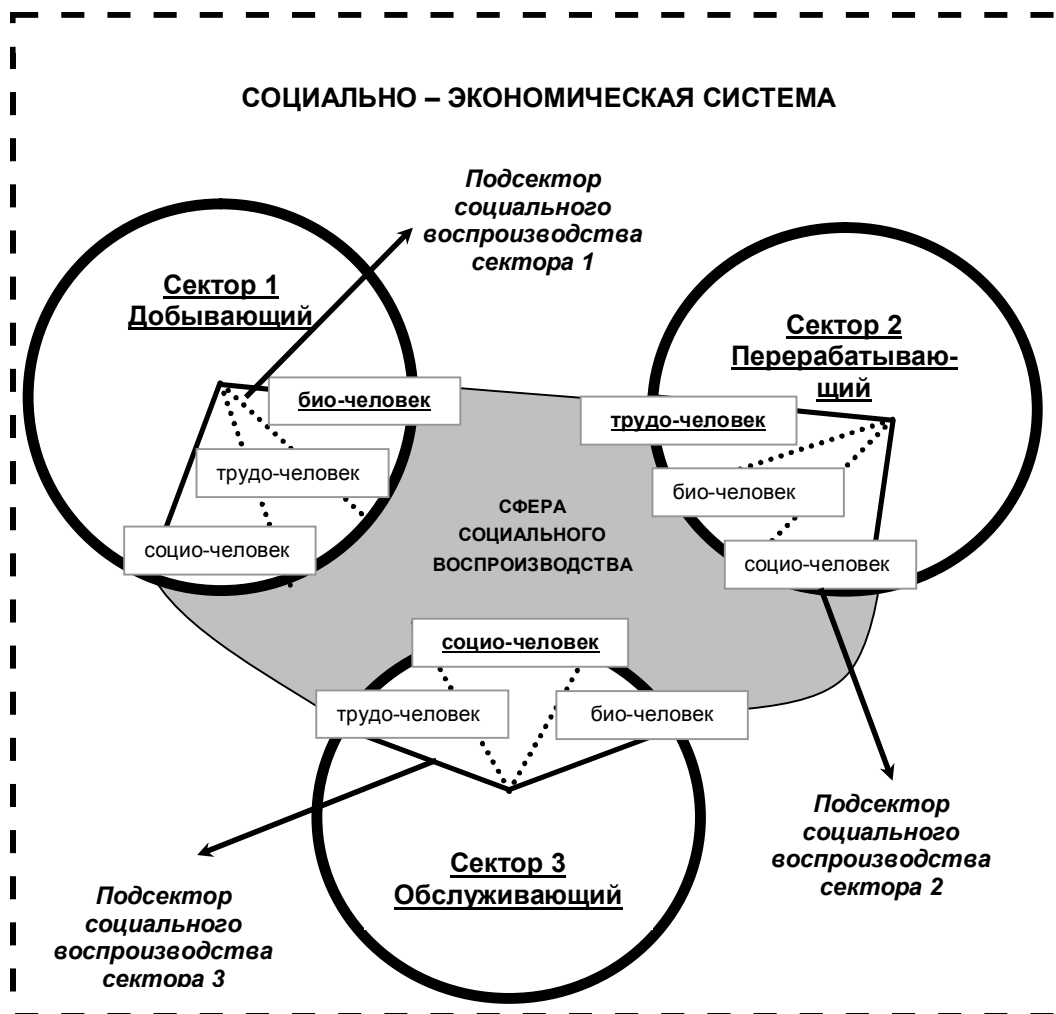 СОЦИАЛЬНО – ЭКОНОМИЧЕСКАЯ СИСТЕМА
Подсектор
социального
воспроизводства
сектора 1
Сектор 1
Добывающий
био-человек
трудо-человек
социо-человек
Сектор 2
Перерабатываю-
щий
трудо-человек
био-человек
социо-человек
СФЕРА
СОЦИАЛЬНОГО
ВОСПРОИЗВОДСТВА
социо-человек
трудо-человек
био-человек
Сектор 3
Обслуживающий
Подсектор
социального
воспроизводства
сектора 2
Подсектор
социального
воспроизводства
сектора 3